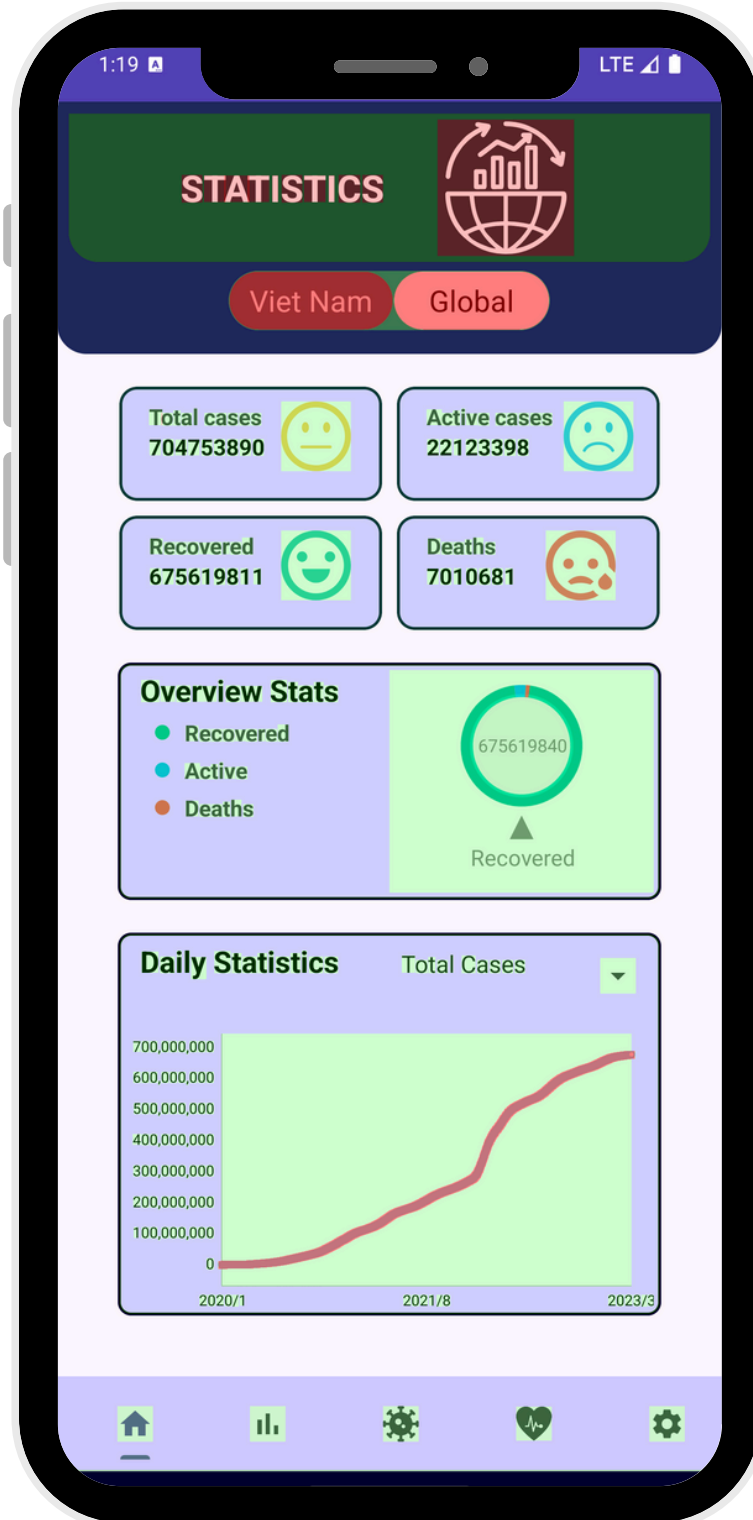 1:19 A LTE
STATISTICS
Viet Nam Global
Total cases
704753890
Active cases
22123398
Recovered
675619811
Deaths
7010681
Overview Stats
Recovered
Active
Deaths
675619840
Recovered
Daily Statistics Total Cases
700,000,000
600,000,000
500,000,000
400,000,000
300,000,000
200,000,000
100,000,000
0
2020/1 2021/8 2023/3